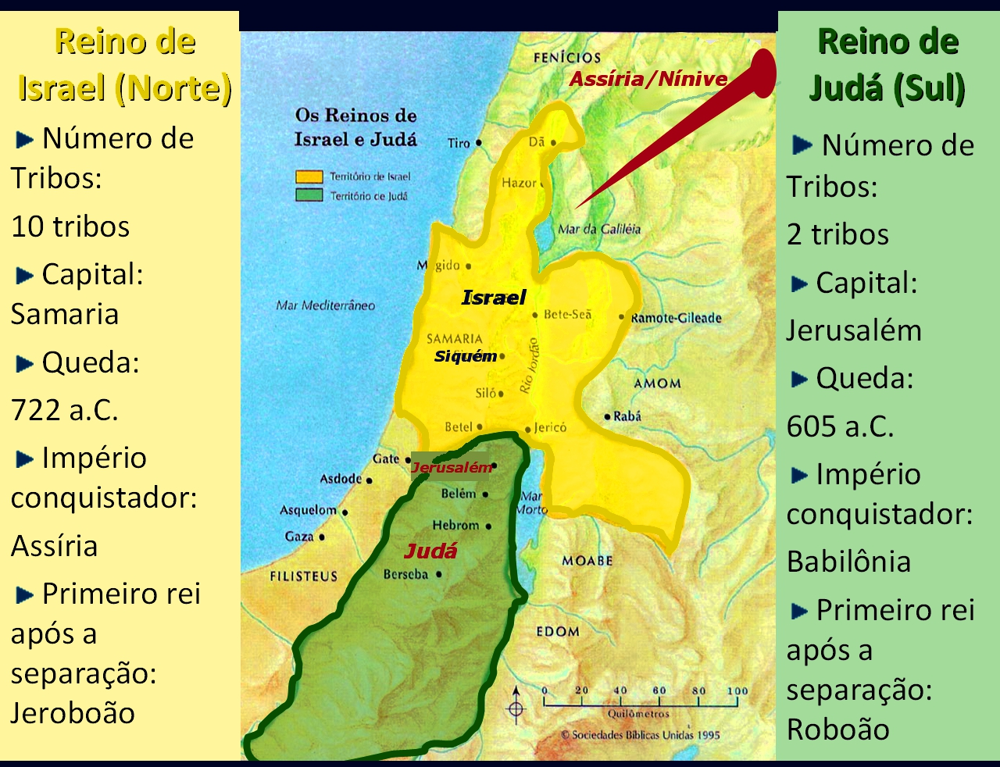 Reino de
Israel (Norte)
Número de
Tribos:
10 tribos
Capital:
Samaria
Queda:
722 a.C.
Império
conquistador:
Assíria
Primeiro rei
após a
separação:
Jeroboão
FENÍCIOS
Assíria/Nínive
Os Reinos de
Israel e Judá
Território de Israel
Território de Judá
Tiro
Dã
Hazor
Mar da Galiléia
Megido
Mar Mediterrâneo
Israel
Bete-Seã
Ramote-Gileade
SAMARIA
Siquém
Rio Jordão
AMOM
Siló
Rabá
Betel
Jericó
Gate
Jerusalém
Asdode
Belém
Mar
Morto
Asquelom
Hebrom
Gaza
Judá
MOABE
FILISTEUS
Berseba
EDOM
0 20 40 60 80 100
Quilômetros
© Sociedades Bíblicas Unidas 1995
Reino de
Judá (Sul)
Número de
Tribos:
2 tribos
Capital:
Jerusalém
Queda:
605 a.C.
Império
conquistador:
Babilônia
Primeiro rei
após a
separação:
Roboão